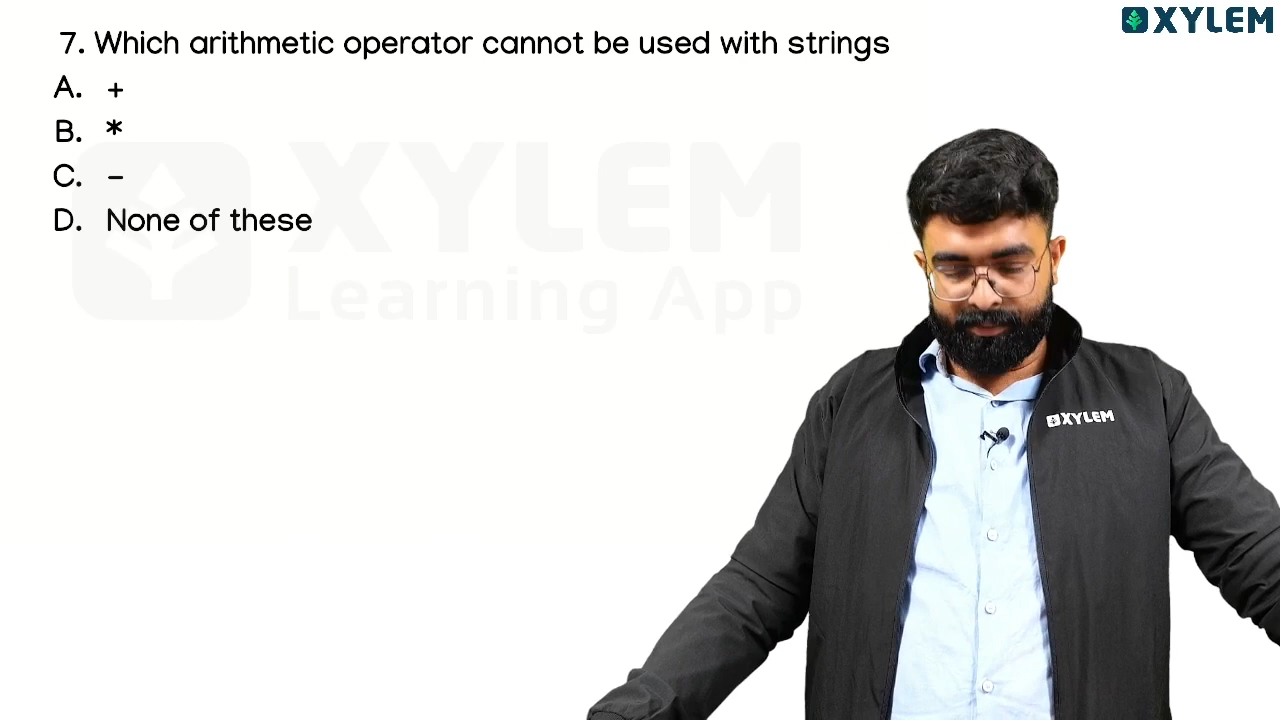 XYLEM
7. Which arithmetic operator cannot be used with strings
A. +
B. *
C. -
D. None of these
XYLEM
Learning App
XYLEM